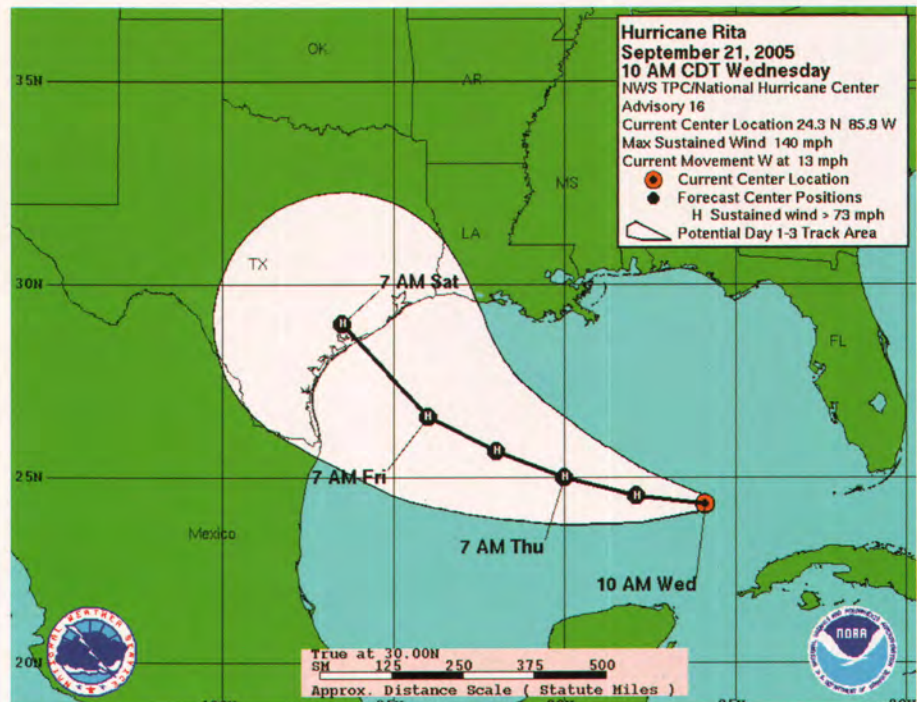 Hurricane Rita
September 21, 2005
10 AM CDT Wednesday
NWS TPC/National Hurricane Center
Advisory 16
Current Center Location 24.3 N 85.9 W
Max Sustained Wind 140 mph
Current Movement W at 13 mph
Current Center Location
Forecast Center Positions
H Sustained wind > 73 mph
Potential Day 1-3 Track Area
OK
35N
AR
MS
LA
TX
30N
7 AM Sat
FL
H
H
H
25N
7 AM Fri
H
H
Mexico
7 AM Thu
10 AM Wed
NATIONAL WEATHER SERVICE
NOAA
True at 30.00N
SM 125 250 375 500
20N
Approx. Distance Scale ( Statute Miles )